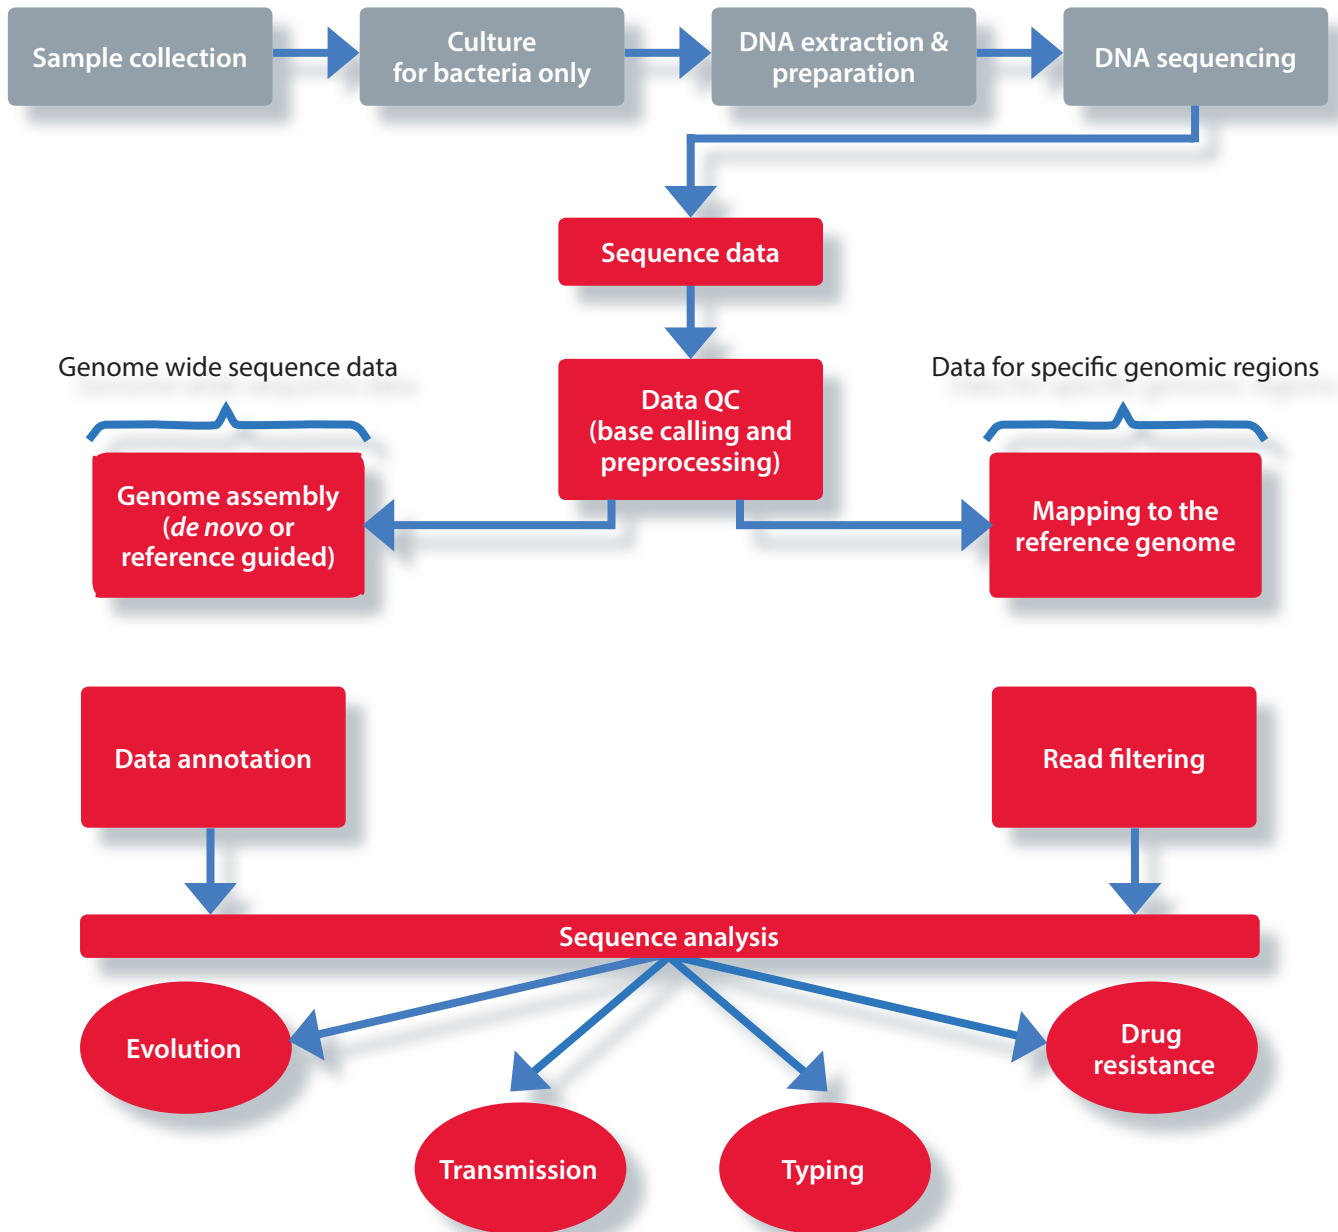 Sample collection
Culture
for bacteria only
DNA extraction &
preparation
DNA sequencing
Sequence data
Genome wide sequence data
Data QC
(base calling and
preprocessing)
Data for specific genomic regions
Genome assembly
(de novo or
reference guided)
Mapping to the
reference genome
Data annotation
Read filtering
Sequence analysis
Evolution
Transmission
Typing
Drug
resistance